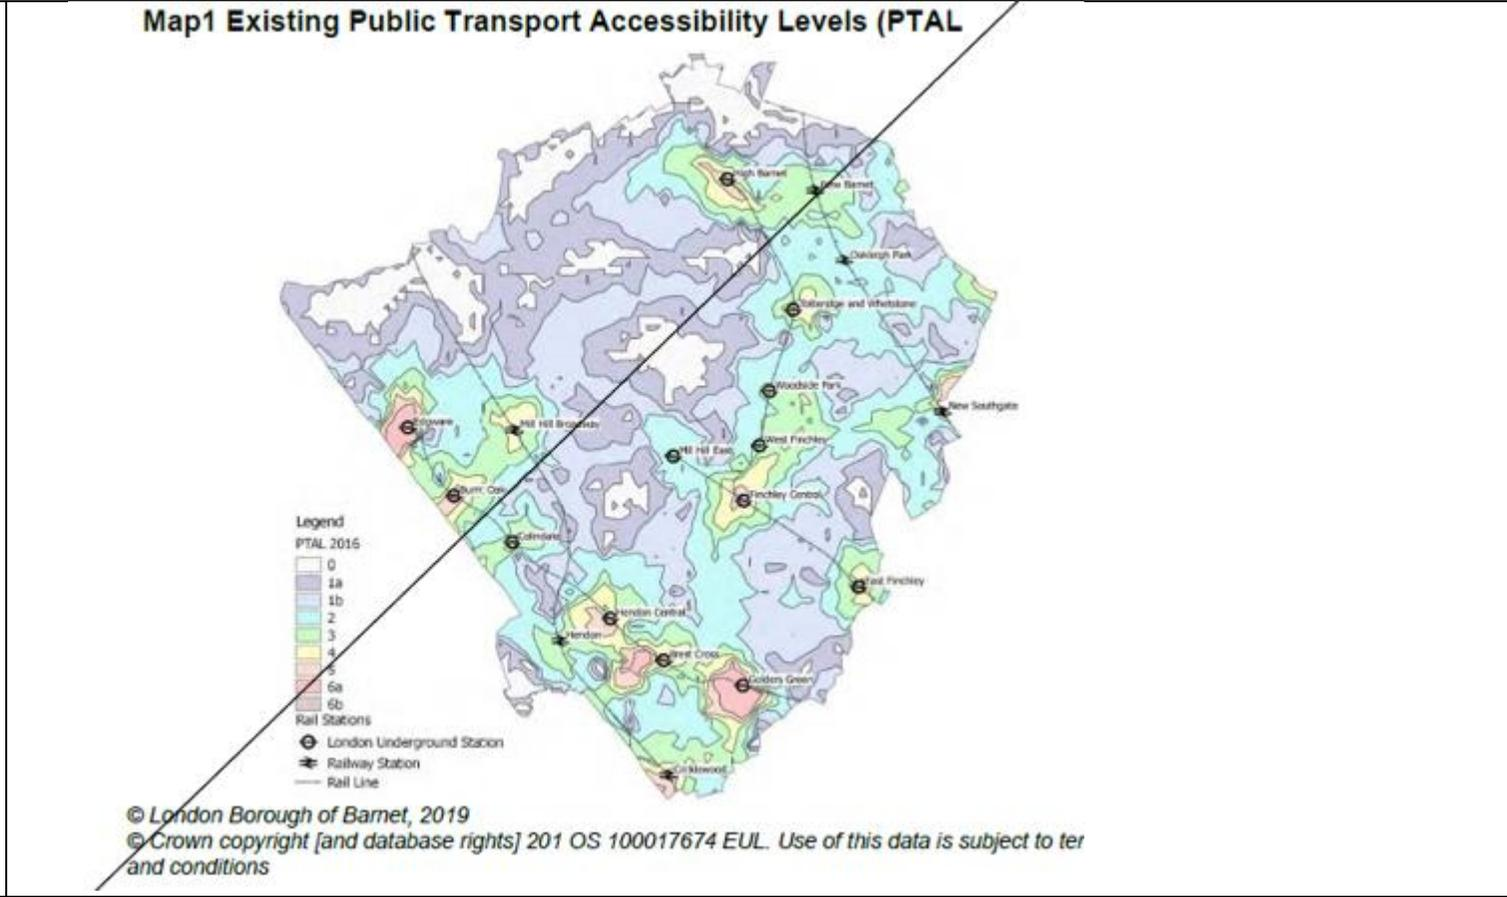 Map1 Existing Public Transport Accessibility Levels (PTAL
High Barnet
New Barnet
Oakleigh Park
Totteridge and Whetstone
Woodside Park
New Southgate
Edgware
Mill Hill Broadway
West Finchley
Mill Hill East
Burnt Oak
Finchley Central
Colindale
East Finchley
Hendon Central
Hendon
Brent Cross
Golders Green
Cricklewood
Legend
PTAL 2016
0
1a
1b
2
3
4
5
6a
6b
Rail Stations
London Underground Station
Railway Station
Rail Line
© London Borough of Barnet, 2019
© Crown copyright [and database rights] 201 OS 100017674 EUL. Use of this data is subject to ter
and conditions